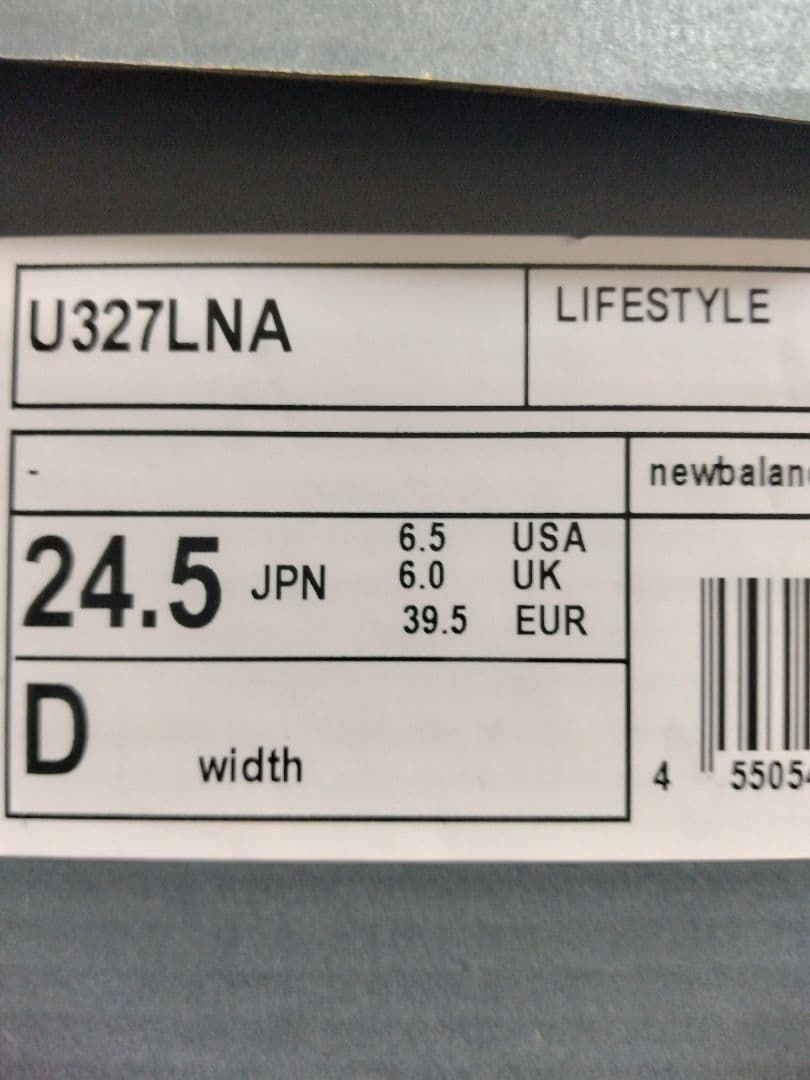 U327LNA
LIFESTYLE
-
newbalan
24.5 JPN
6.5 USA
6.0 UK
39.5 EUR
D width
4 5505